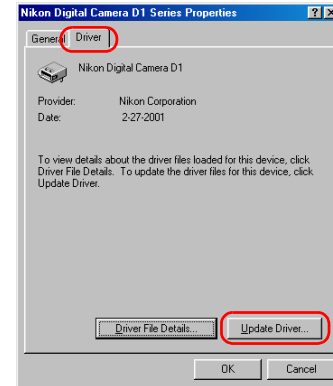 Nikon Digital Camera D1 Series Properties
General Driver
Nikon Digital Camera D1
Provider: Nikon Corporation
Date: 2-27-2001
To view details about the driver files loaded for this device, click
Driver File Details. To update the driver files for this device, click
Update Driver.
Driver File Details... Update Driver...
OK Cancel